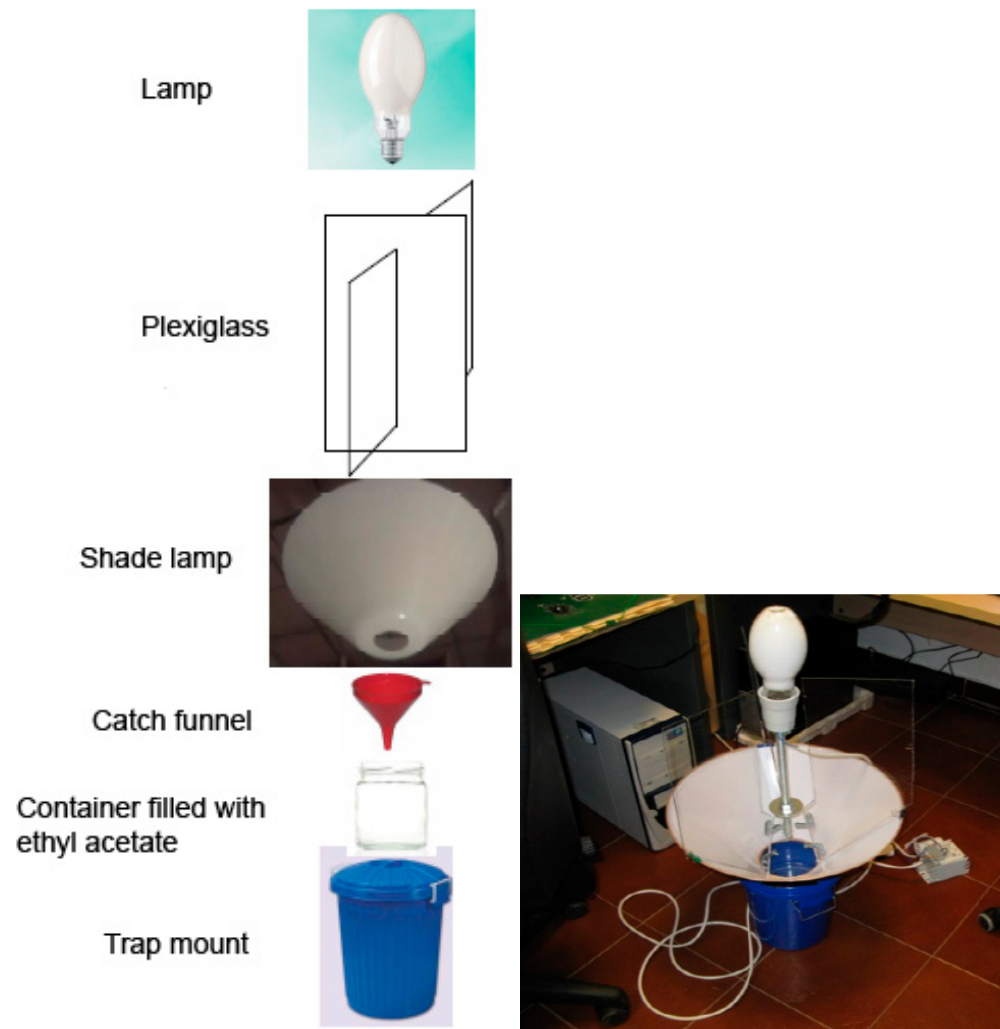 Lamp
Plexiglass
Shade lamp
Catch funnel
Container filled with
ethyl acetate
Trap mount